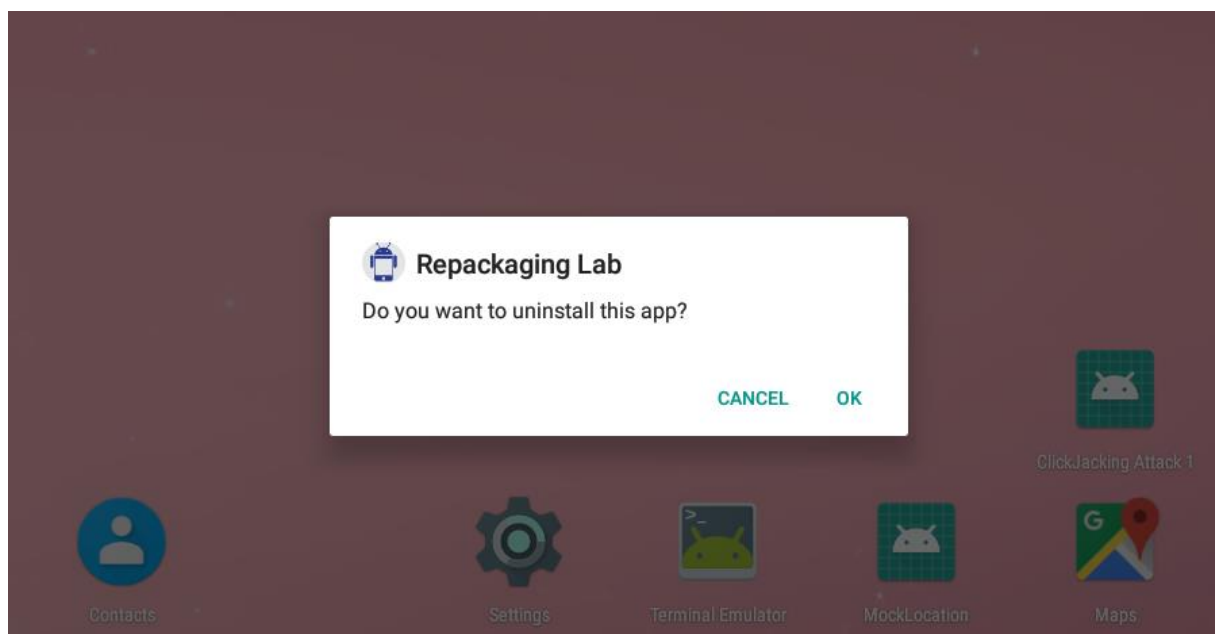 Repackaging Lab
Do you want to uninstall this app?
CANCEL OK
ClickJacking Attack 1
>_
G
Contacts Settings Terminal Emulator MockLocation Maps